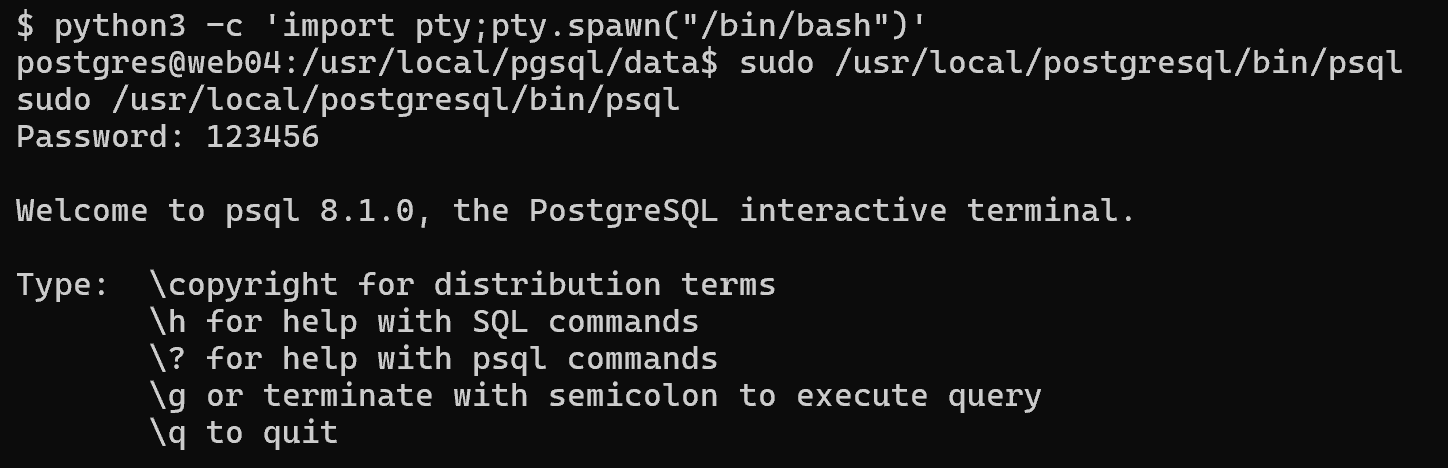 $ python3 -c 'import pty;pty.spawn("/bin/bash")'
postgres@web04:/usr/local/pgsql/data$ sudo /usr/local/postgresql/bin/psql
sudo /usr/local/postgresql/bin/psql
Password: 123456

Welcome to psql 8.1.0, the PostgreSQL interactive terminal.

Type:  \copyright for distribution terms
       \h for help with SQL commands
       \? for help with psql commands
       \g or terminate with semicolon to execute query
       \q to quit